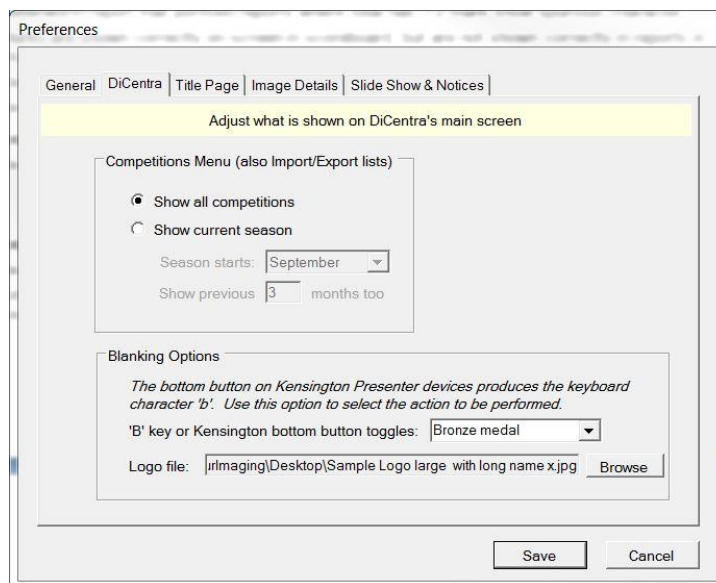 Preferences
General DiCentra Title Page Image Details Slide Show & Notices
Adjust what is shown on DiCentra's main screen
Competitions Menu (also Import/Export lists)
Show all competitions
Show current season
Season starts: September
Show previous 3 months too
Blanking Options
The bottom button on Kensington Presenter devices produces the keyboard
character 'b'. Use this option to select the action to be performed.
'B' key or Kensington bottom button toggles: Bronze medal
Logo file: urImaging\Desktop\Sample Logo large with long name x.jpg Browse
Save Cancel